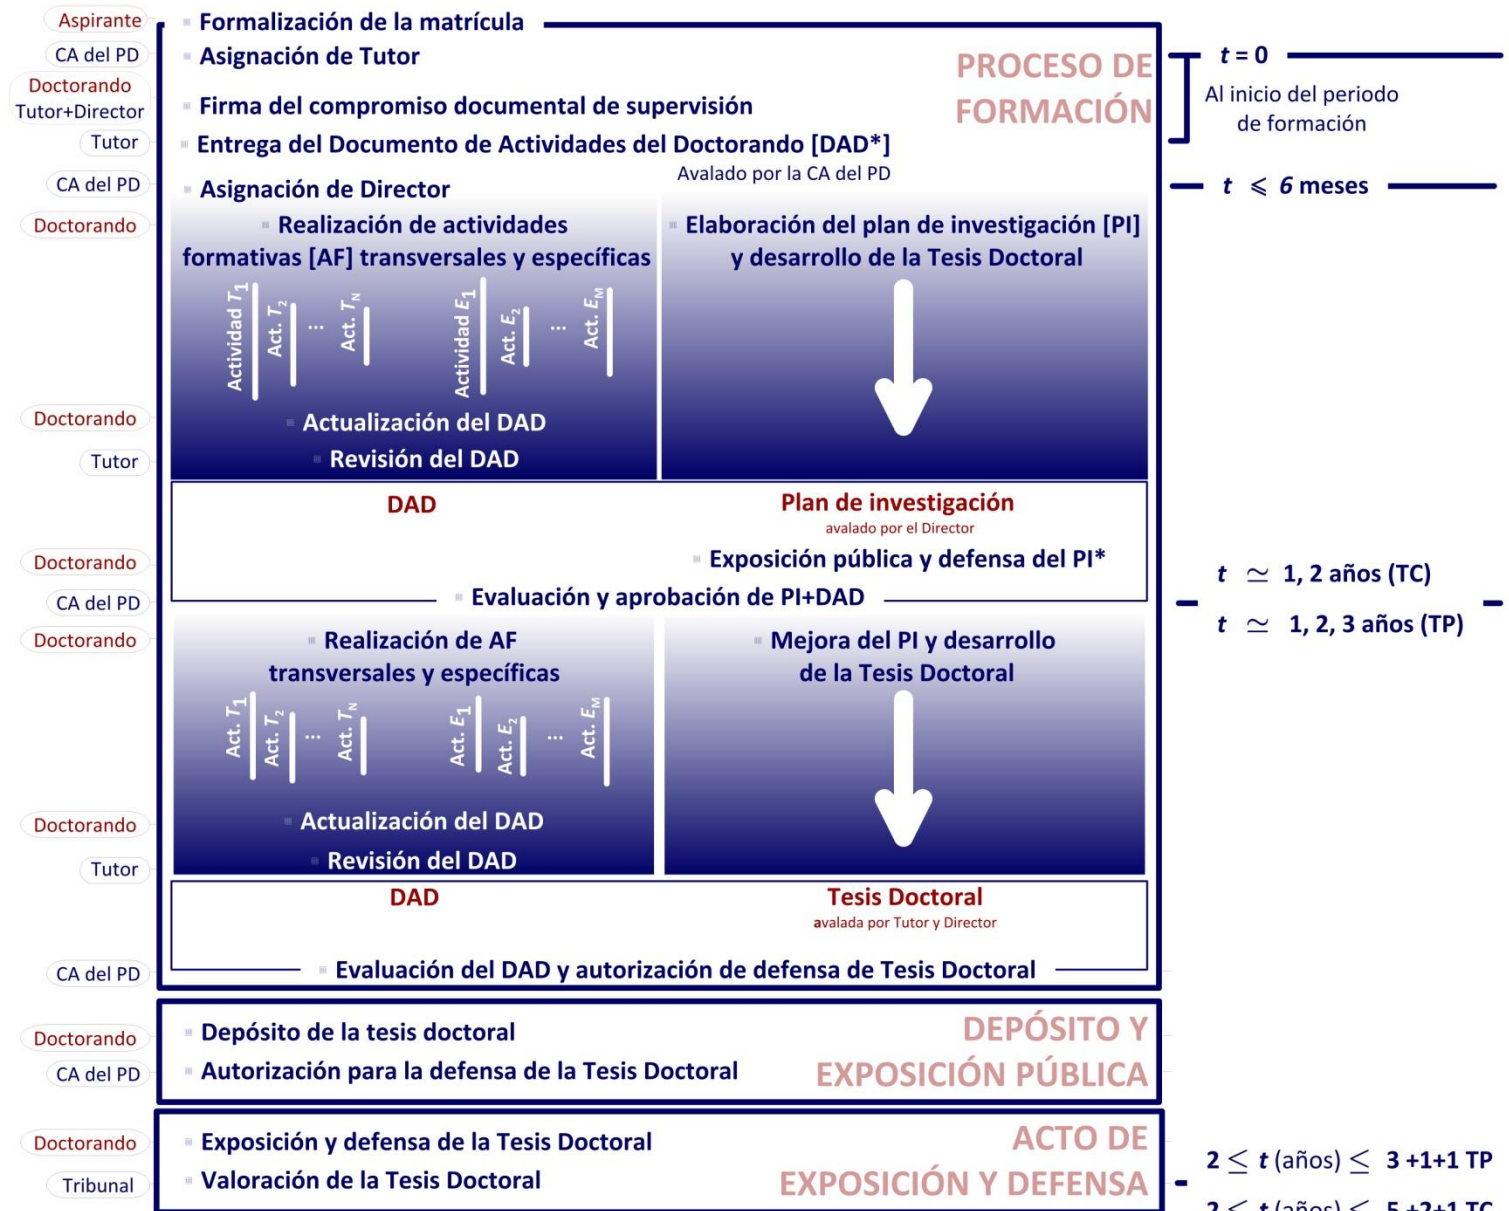 Aspirante
Formalización de la matrícula
CA del PD
Asignación de Tutor
PROCESO DE
FORMACIÓN
t = 0
Al inicio del periodo
de formación
Doctorando
Tutor+Director
Firma del compromiso documental de supervisión
Tutor
Entrega del Documento de Actividades del Doctorando [DAD*]
Avalado por la CA del PD
CA del PD
Asignación de Director
t ⩽ 6 meses
Doctorando
Realización de actividades
formativas [AF] transversales y específicas
Elaboración del plan de investigación [PI]
y desarrollo de la Tesis Doctoral
Actividad T1
Act. T2
...
Act. TN
Actividad E1
Act. E2
...
Act. EM
Doctorando
Actualización del DAD
Tutor
Revisión del DAD
DAD
Plan de investigación
avalado por el Director
Doctorando
Exposición pública y defensa del PI*
CA del PD
Evaluación y aprobación de PI+DAD
t ≃ 1, 2 años (TC)
t ≃ 1, 2, 3 años (TP)
Doctorando
Realización de AF
transversales y específicas
Mejora del PI y desarrollo
de la Tesis Doctoral
Act. T1
Act. T2
...
Act. TN
Act. E1
Act. E2
...
Act. EM
Doctorando
Actualización del DAD
Tutor
Revisión del DAD
DAD
Tesis Doctoral
avalada por Tutor y Director
CA del PD
Evaluación del DAD y autorización de defensa de Tesis Doctoral
Doctorando
Depósito de la tesis doctoral
CA del PD
Autorización para la defensa de la Tesis Doctoral
DEPÓSITO Y
EXPOSICIÓN PÚBLICA
Doctorando
Exposición y defensa de la Tesis Doctoral
Tribunal
Valoración de la Tesis Doctoral
ACTO DE
EXPOSICIÓN Y DEFENSA
2 ≤ t (años) ≤ 3 +1+1 TP
2 ≤ t (años) ≤ 5 +2+1 TC